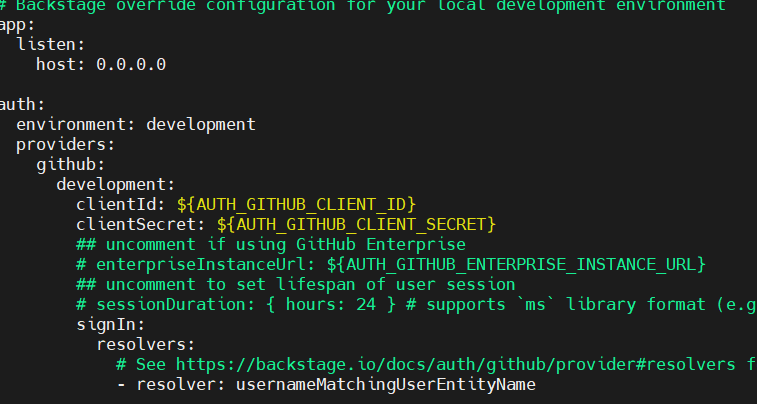 # Backstage override configuration for your local development environment
app:
  listen:
    host: 0.0.0.0

auth:
  environment: development
  providers:
    github:
      development:
        clientId: ${AUTH_GITHUB_CLIENT_ID}
        clientSecret: ${AUTH_GITHUB_CLIENT_SECRET}
        ## uncomment if using GitHub Enterprise
        # enterpriseInstanceUrl: ${AUTH_GITHUB_ENTERPRISE_INSTANCE_URL}
        ## uncomment to set lifespan of user session
        # sessionDuration: { hours: 24 } # supports `ms` library format (e.g
        signIn:
          resolvers:
            # See https://backstage.io/docs/auth/github/provider#resolvers f
            - resolver: usernameMatchingUserEntityName